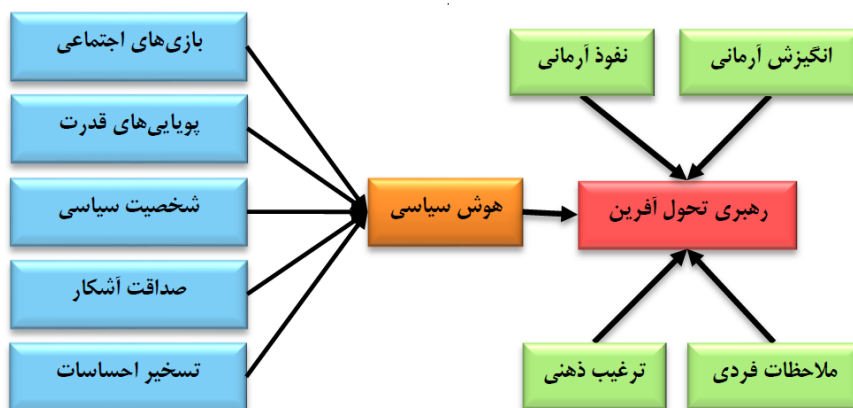 بازی‌های اجتماعی
پویایی‌های قدرت
شخصیت سیاسی
صداقت آشکار
تسخیر احساسات
هوش سیاسی
انگیزش آرمانی
نفوذ آرمانی
رهبری تحول آفرین
ملاحظات فردی
ترغیب ذهنی